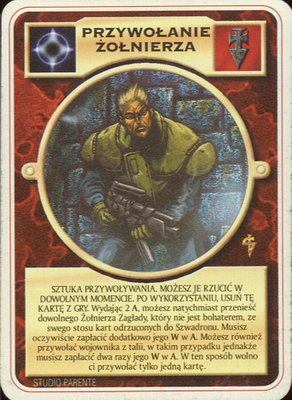 PRZYWOŁANIE
ŻOŁNIERZA
SZTUKA PRZYWOŁYWANIA. MOŻESZ JE RZUCIĆ W
DOWOLNYM MOMENCIE. PO WYKORZYSTANIU, USUŃ TĘ
KARTĘ Z GRY. Wydając 2 A, możesz natychmiast przenieść
dowolnego Żołnierza Zagłady, który nie jest bohaterem, ze
swego stosu kart odrzuconych do Szwadronu. Musisz
oczywiście zapłacić dodatkowo jego W w A. Możesz również
przywołać wojownika z talii, w takim przypadku jednakże
musisz zapłacić dwa razy jego W w A. W ten sposób wolno
ci przywołać tylko jedną kartę.
STUDIO PARENTE